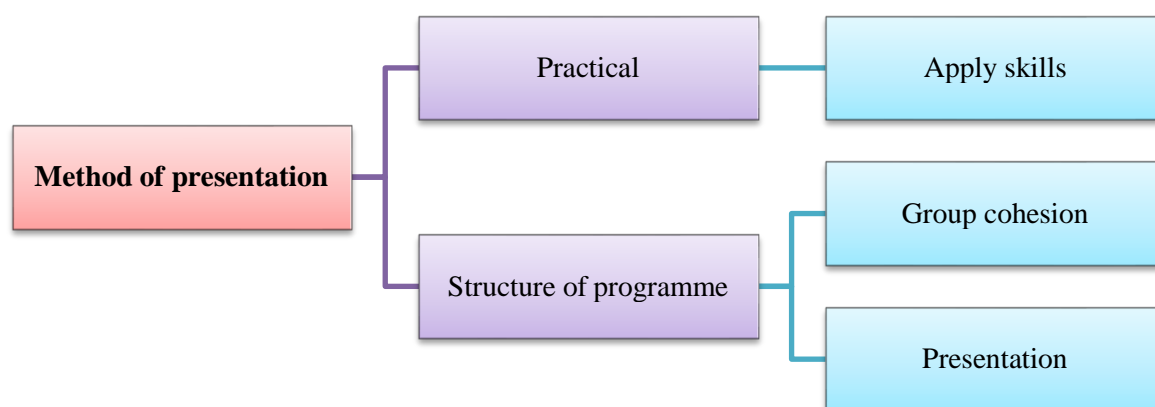 Method of presentation
Practical
Apply skills
Structure of programme
Group cohesion
Presentation